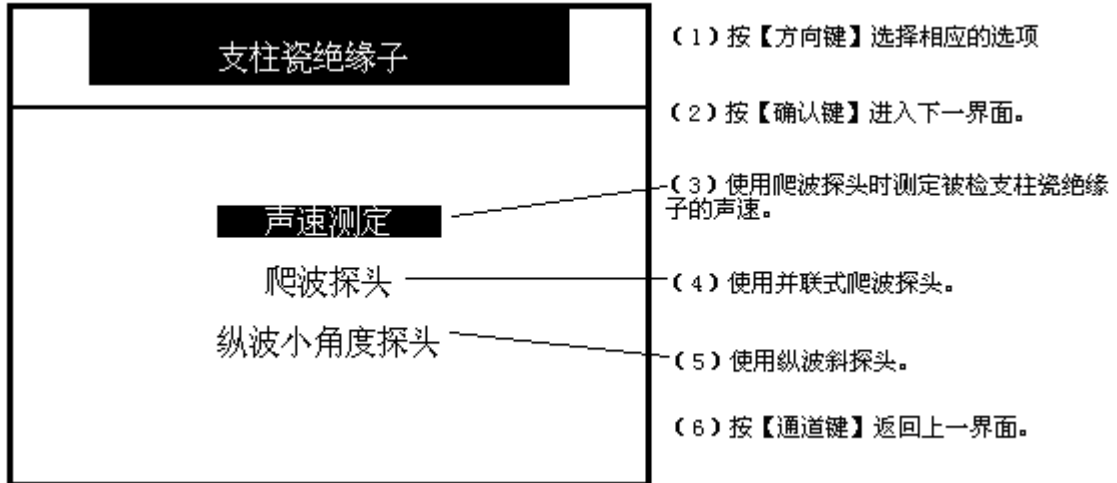 支柱瓷绝缘子
声速测定
爬波探头
纵波小角度探头
(1)按【方向键】选择相应的选项
(2)按【确认键】进入下一界面。
(3)使用爬波探头时测定被检支柱瓷绝缘
子的声速。
(4)使用并联式爬波探头。
(5)使用纵波斜探头。
(6)按【通道键】返回上一界面。